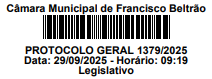 Câmara Municipal de Francisco Beltrão
PROTOCOLO GERAL 1379/2025
Data: 29/09/2025 - Horário: 09:19
Legislativo